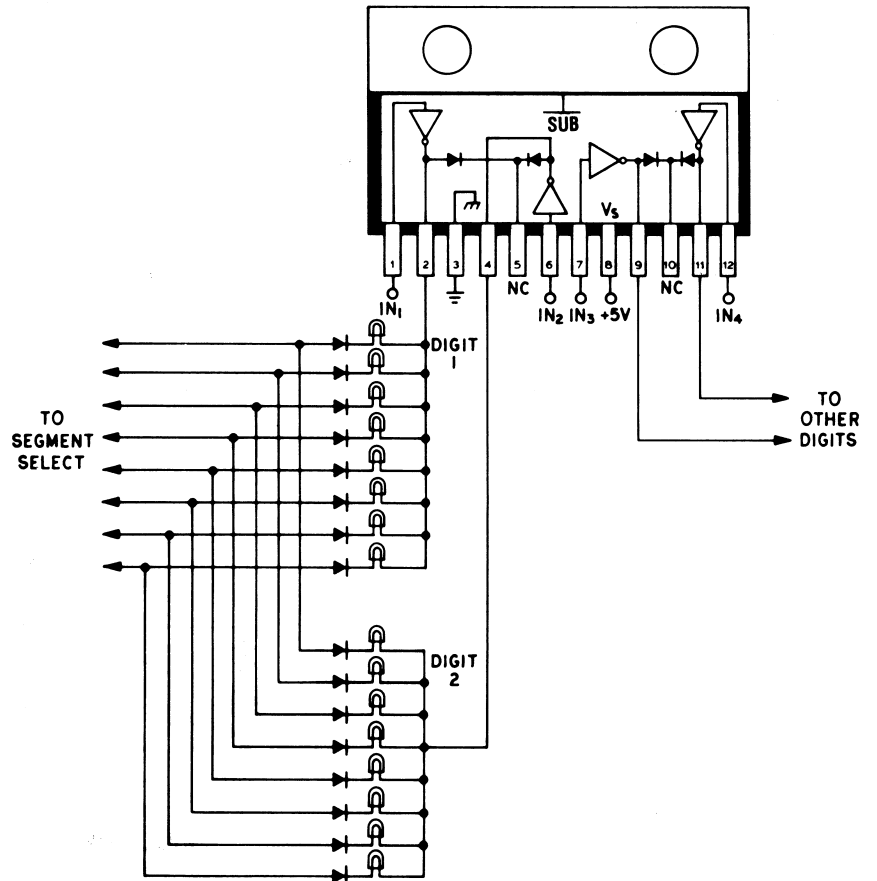 SUB
Vs
1 2 3 4 5 6 7 8 9 10 11 12
NC
NC
IN1
IN2
IN3
+5V
IN4
DIGIT
1
TO
SEGMENT
SELECT
TO
OTHER
DIGITS
DIGIT
2